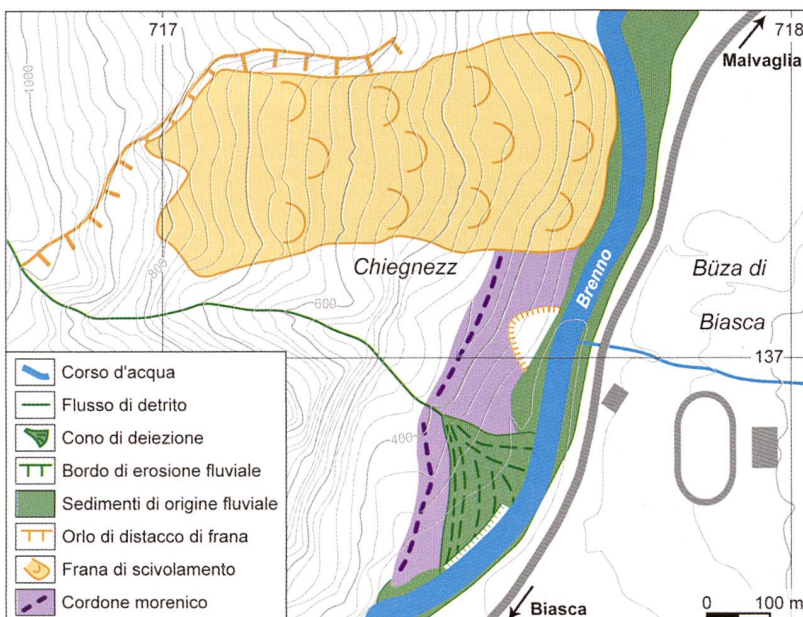 717
718
Malvaglia
1000
800
Chiegnezz
600
Brenno
Büza di
Biasca
137
400
Corso d'acqua
Flusso di detrito
Cono di deiezione
Bordo di erosione fluviale
Sedimenti di origine fluviale
Orlo di distacco di frana
Frana di scivolamento
Cordone morenico
Biasca
0 100 m